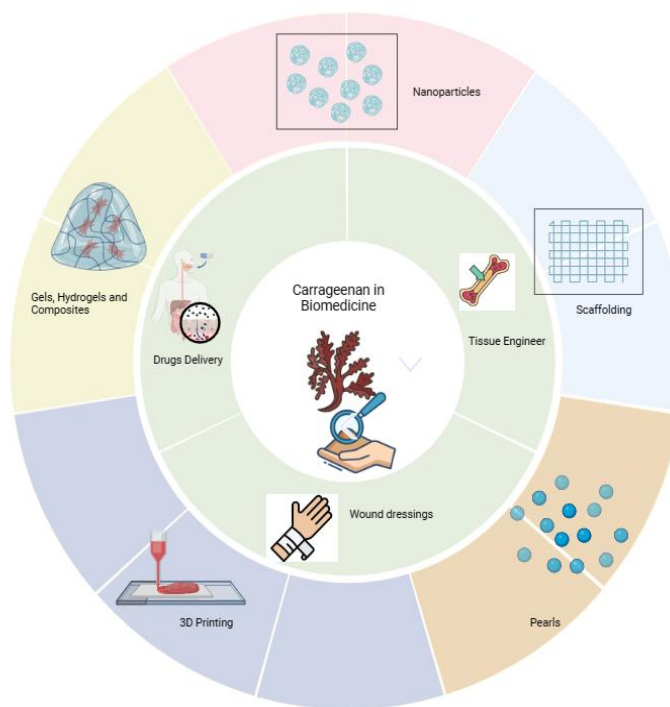 Nanoparticles
Gels, Hydrogels and
Composites
Scaffolding
Carrageenan in
Biomedicine
Drugs Delivery
Tissue Engineer
Wound dressings
3D Printing
Pearls